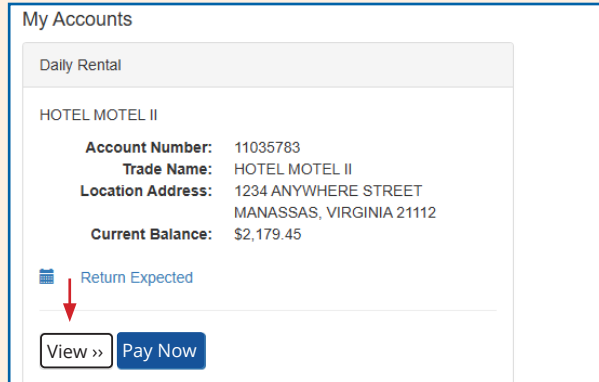 My Accounts
Daily Rental
HOTEL MOTEL II
Account Number: 11035783
Trade Name: HOTEL MOTEL II
Location Address: 1234 ANYWHERE STREET
MANASSAS, VIRGINIA 21112
Current Balance: $2,179.45
Return Expected
View ›› Pay Now